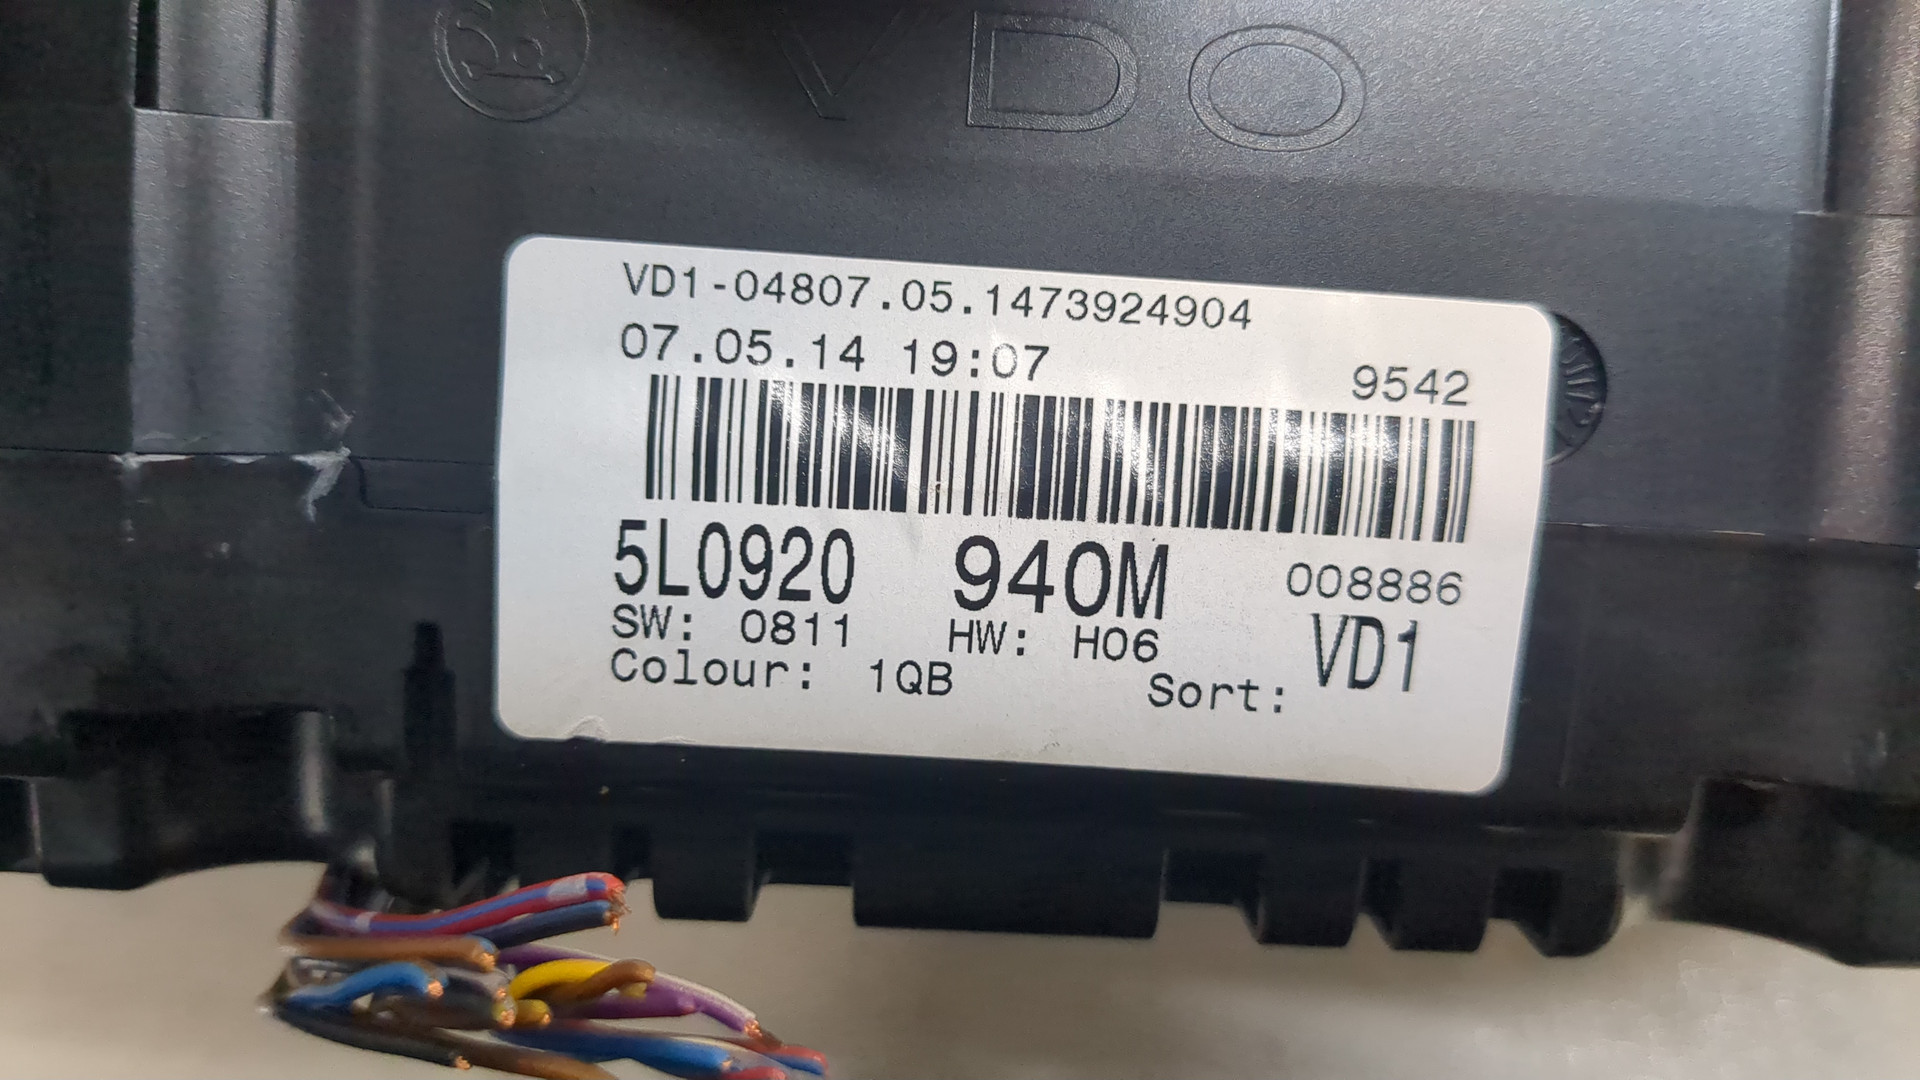 VDO
VD1-04807.05.1473924904
07.05.14 19:07
9542
5L0920 940M 008886
SW: 0811 HW: H06 VD1
Colour: 1QB Sort: